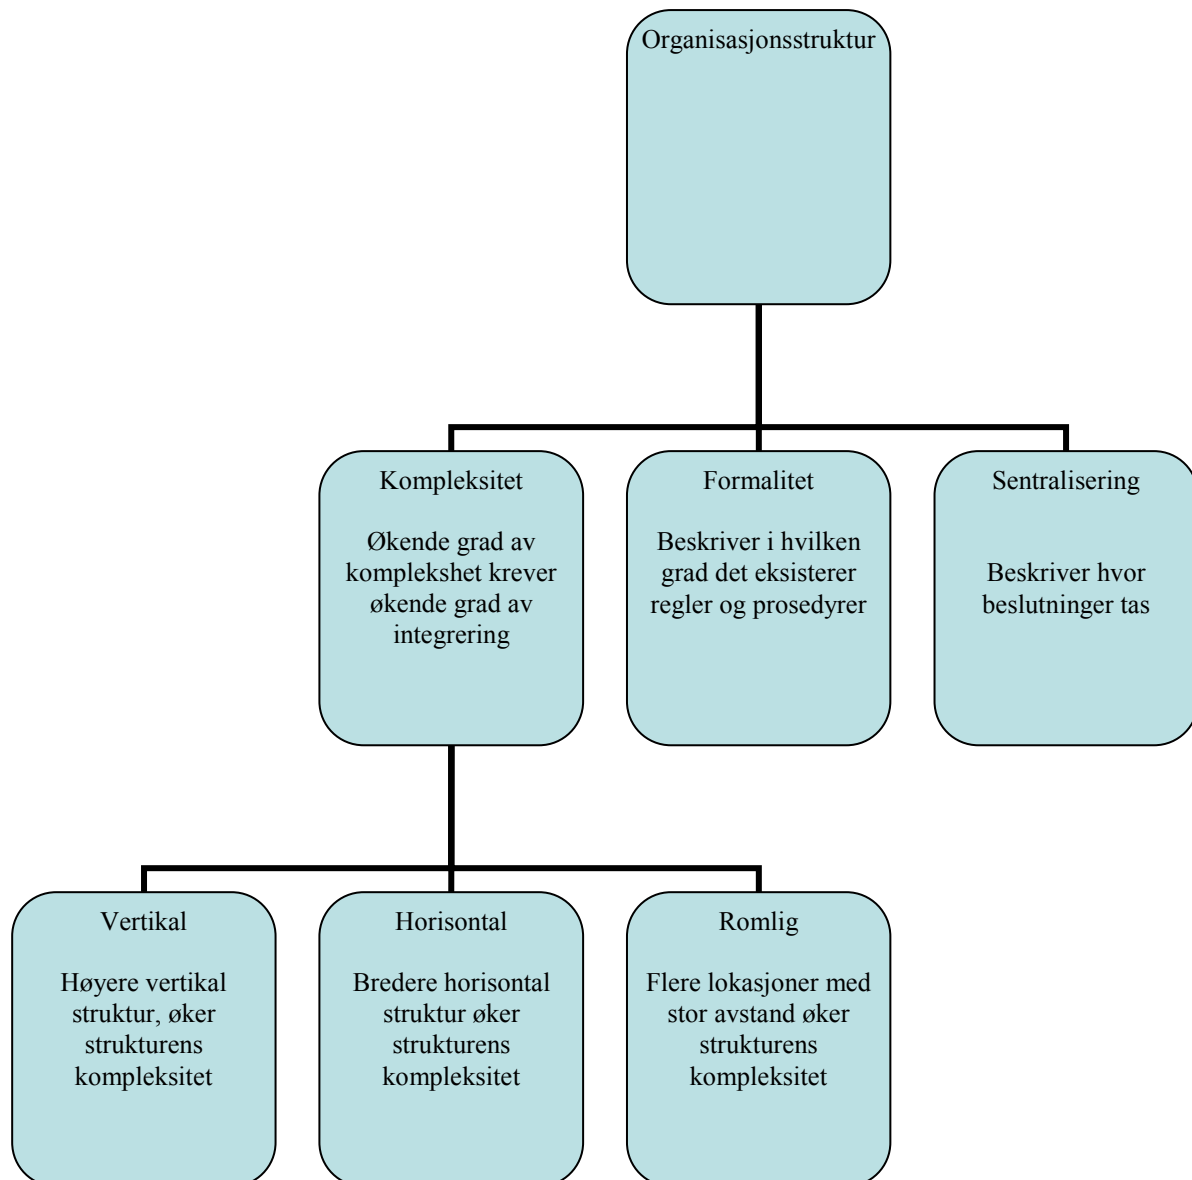 Organisasjonsstruktur
Kompleksitet
Økende grad av
komplekshet krever
økende grad av
integrering
Formalitet
Beskriver i hvilken
grad det eksisterer
regler og prosedyrer
Sentralisering
Beskriver hvor
beslutninger tas
Vertikal
Høyere vertikal
struktur, øker
strukturens
kompleksitet
Horisontal
Bredere horisontal
struktur øker
strukturens
kompleksitet
Romlig
Flere lokasjoner med
stor avstand øker
strukturens
kompleksitet